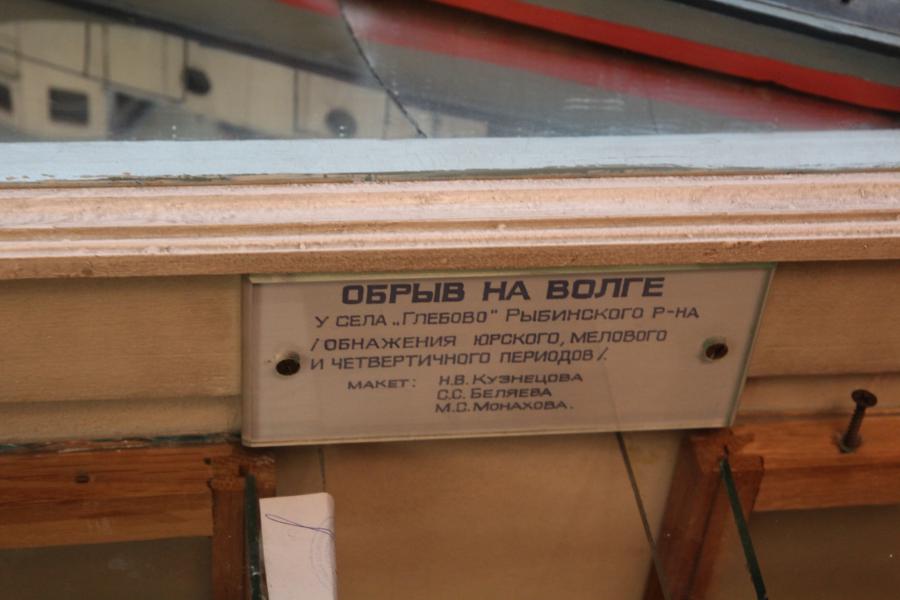 ОБРЫВ НА ВОЛГЕ
У СЕЛА „ГЛЕБОВО" РЫБИНСКОГО Р-НА
/ ОБНАЖЕНИЯ ЮРСКОГО, МЕЛОВОГО
И ЧЕТВЕРТИЧНОГО ПЕРИОДОВ /.
МАКЕТ: Н.В. КУЗНЕЦОВА
С.С. БЕЛЯЕВА
М.С. МОНАХОВА.